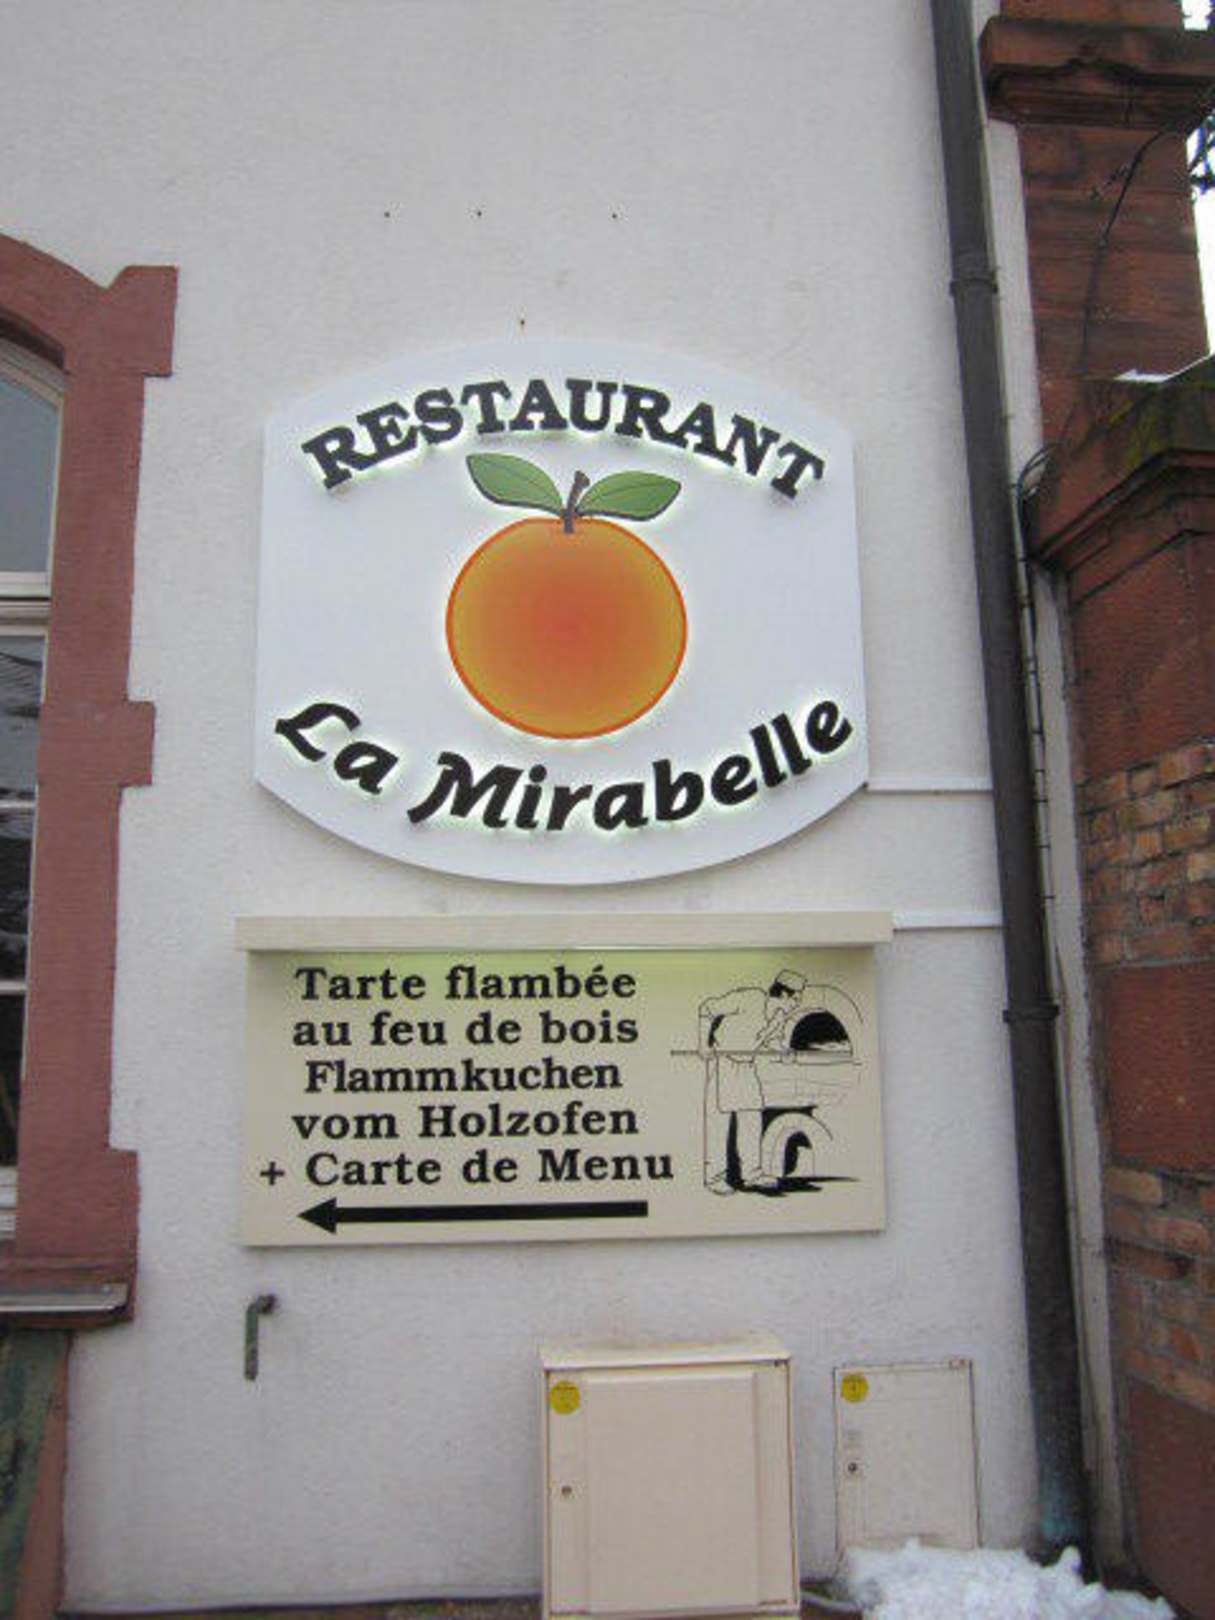 RESTAURANT
La Mirabelle
Tarte flambée
au feu de bois
Flammkuchen
vom Holzofen
+ Carte de Menu